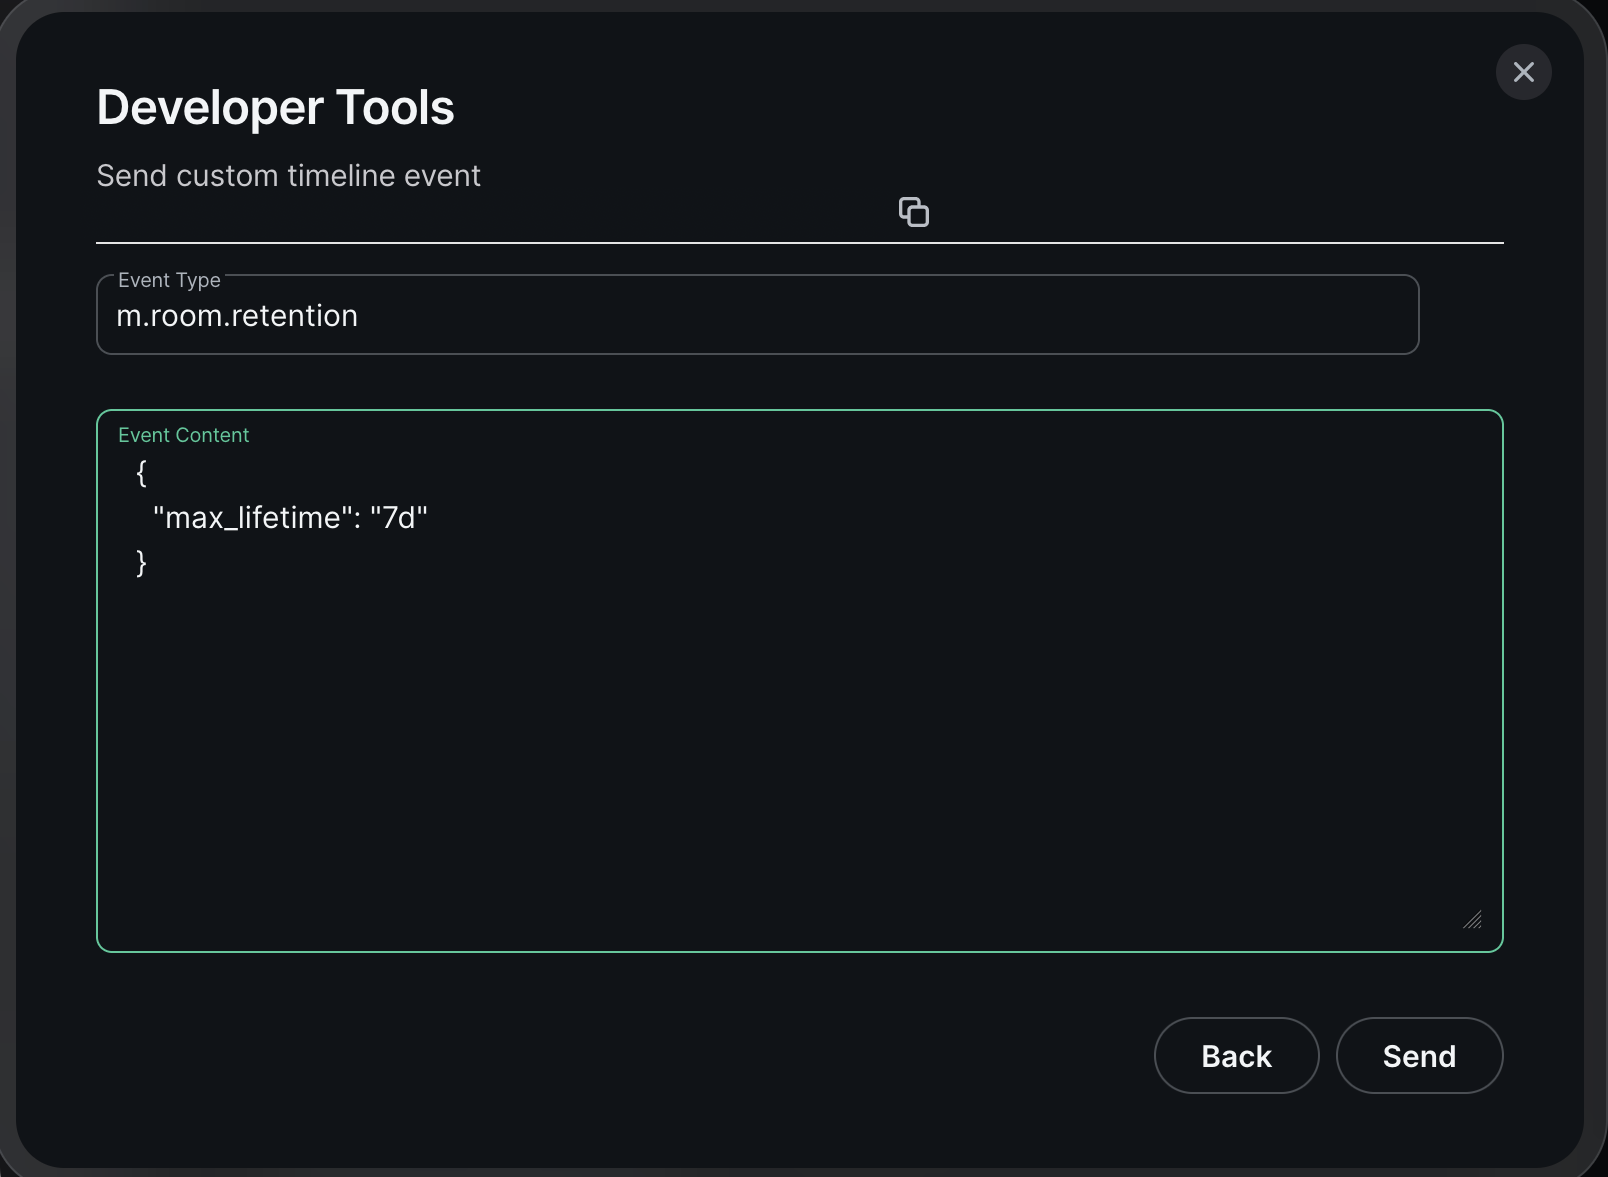 Developer Tools
Send custom timeline event
Event Type
m.room.retention
Event Content
{
"max_lifetime": "7d"
}
Back
Send